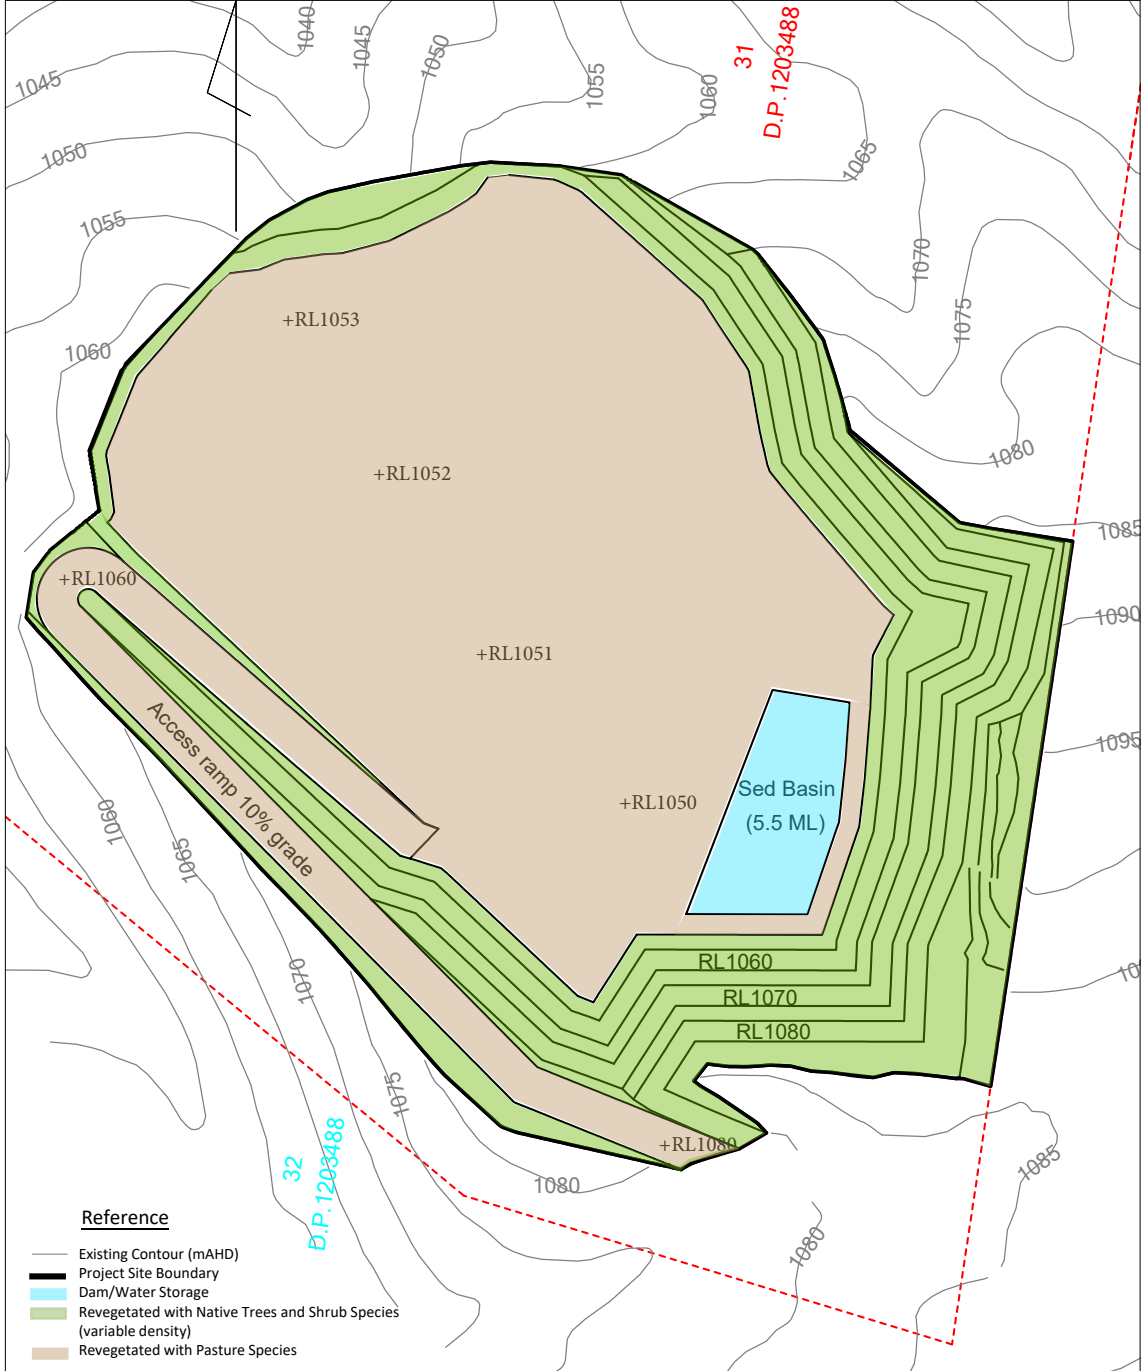 1040
1045
1050
1055
1060
31
D.P.1203488
1045
1050
1065
1055
1070
1075
+RL1053
1060
1080
+RL1052
1085
+RL1060
1090
+RL1051
Access ramp 10% grade
1095
Sed Basin
(5.5 ML)
+RL1050
1060
1065
RL1060
1070
RL1070
RL1080
1075
+RL1080
32
D.P.1203488
1080
1085
1080
Reference
Existing Contour (mAHD)
Project Site Boundary
Dam/Water Storage
Revegetated with Native Trees and Shrub Species
(variable density)
Revegetated with Pasture Species